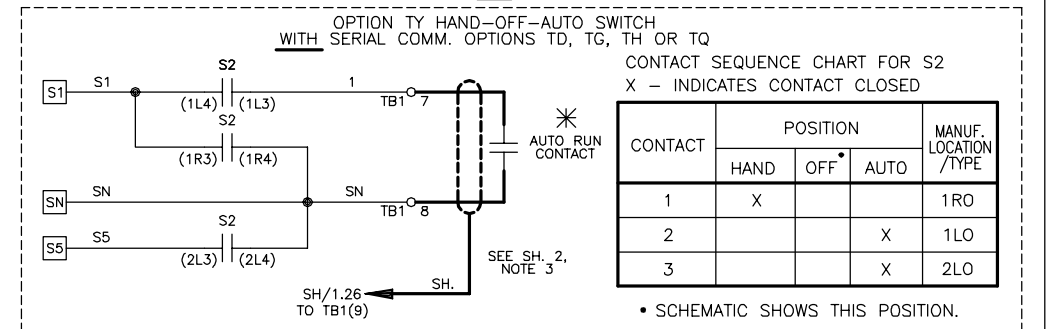 OPTION TY HAND-OFF-AUTO SWITCH
WITH SERIAL COMM. OPTIONS TD, TG, TH OR TQ
S1 S1 S2 (1L4) (1L3) 1 TB1 7
S2 (1R3) (1R4)
AUTO RUN
CONTACT
SN SN SN TB1 8
S5 S5 S2 (2L3) (2L4)
SEE SH. 2,
NOTE 3
SH.
SH/1.26
TO TB1(9)
CONTACT SEQUENCE CHART FOR S2
X - INDICATES CONTACT CLOSED
CONTACT POSITION MANUF. LOCATION /TYPE
HAND OFF• AUTO
1 X 1RO
2 X 1LO
3 X 2LO
• SCHEMATIC SHOWS THIS POSITION.